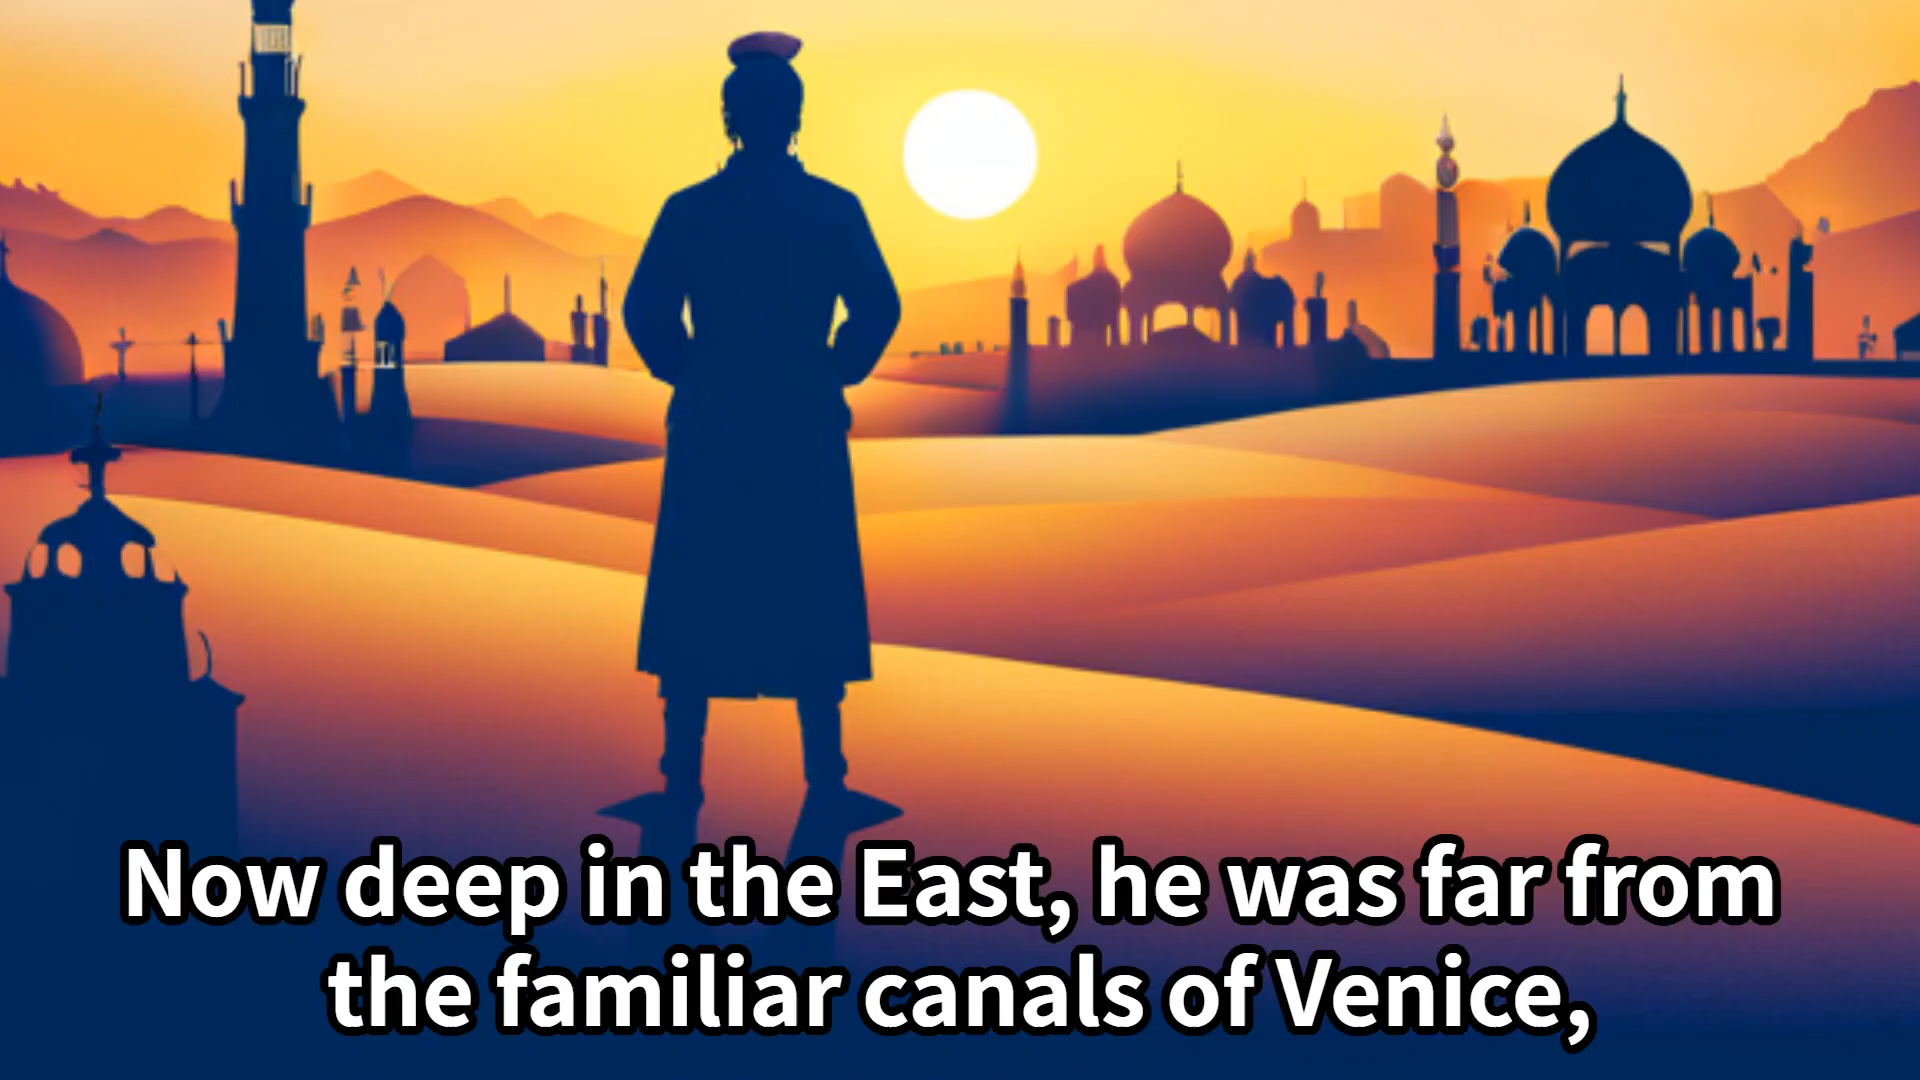 Now deep in the East, he was far from
the familiar canals of Venice,